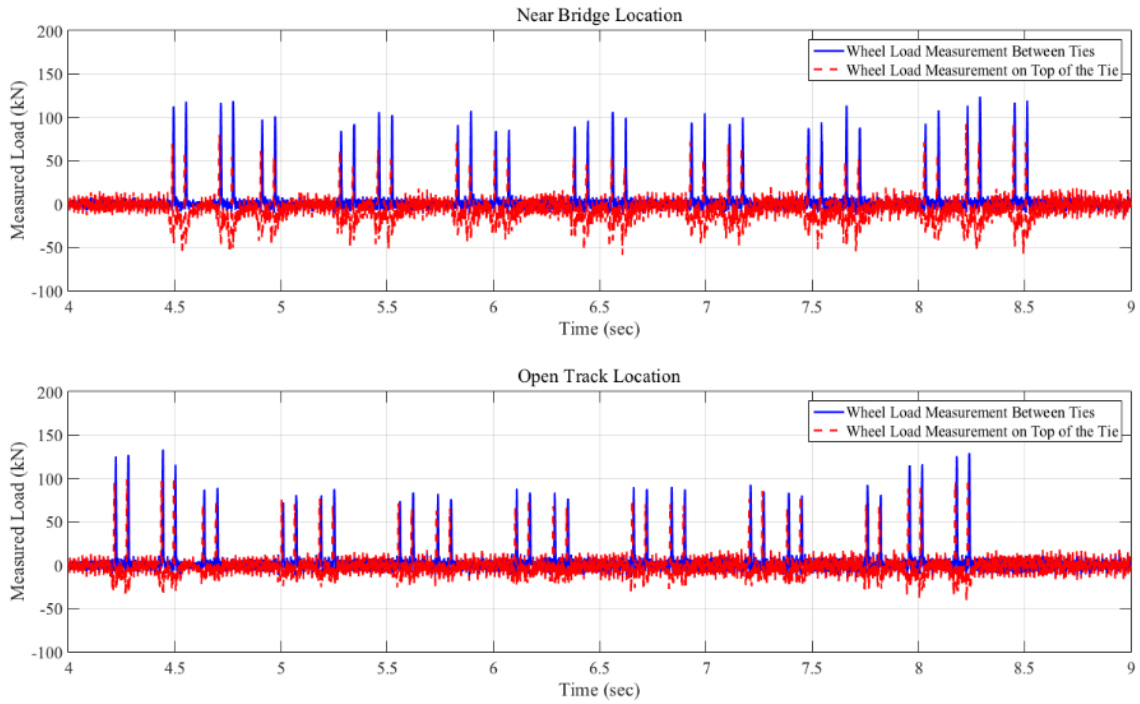 Near Bridge Location
200
150
100
50
0
-50
-100
Measured Load (kN)
Wheel Load Measurement Between Ties
Wheel Load Measurement on Top of the Tie
4 4.5 5 5.5 6 6.5 7 7.5 8 8.5 9
Time (sec)
Open Track Location
200
150
100
50
0
-50
-100
Measured Load (kN)
Wheel Load Measurement Between Ties
Wheel Load Measurement on Top of the Tie
4 4.5 5 5.5 6 6.5 7 7.5 8 8.5 9
Time (sec)